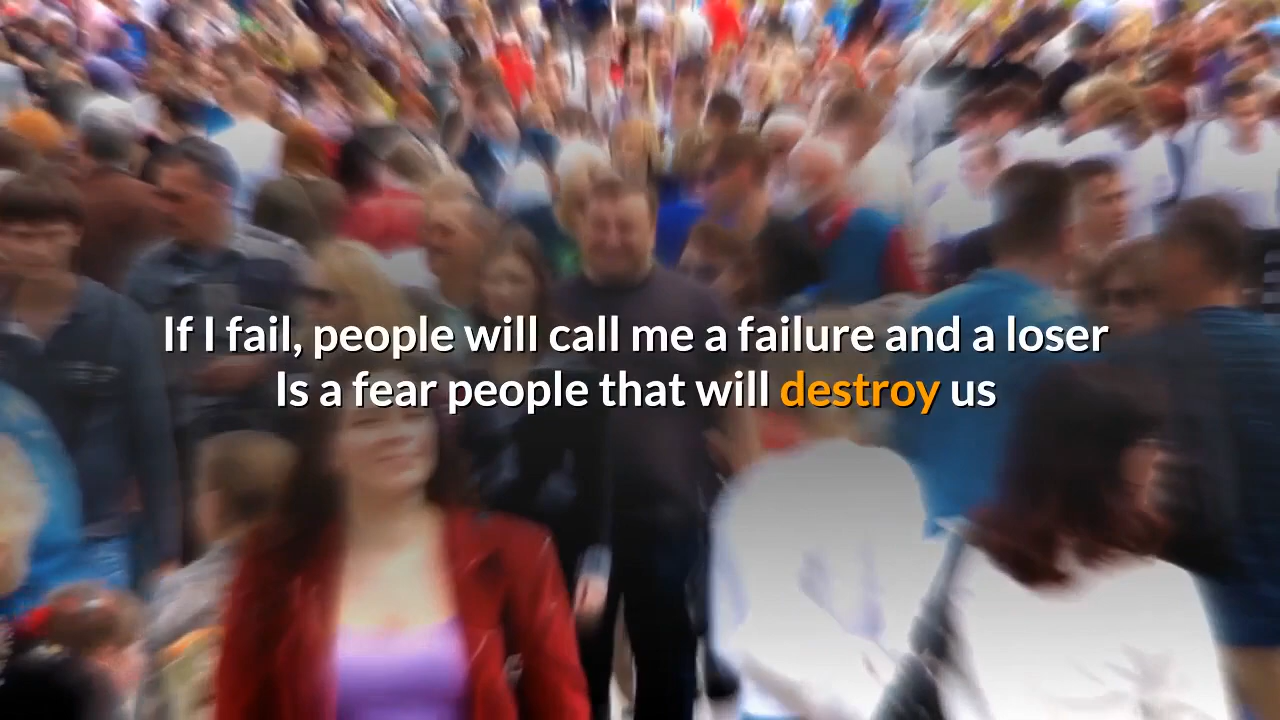 If I fail, people will call me a failure and a loser
Is a fear people that will destroy us